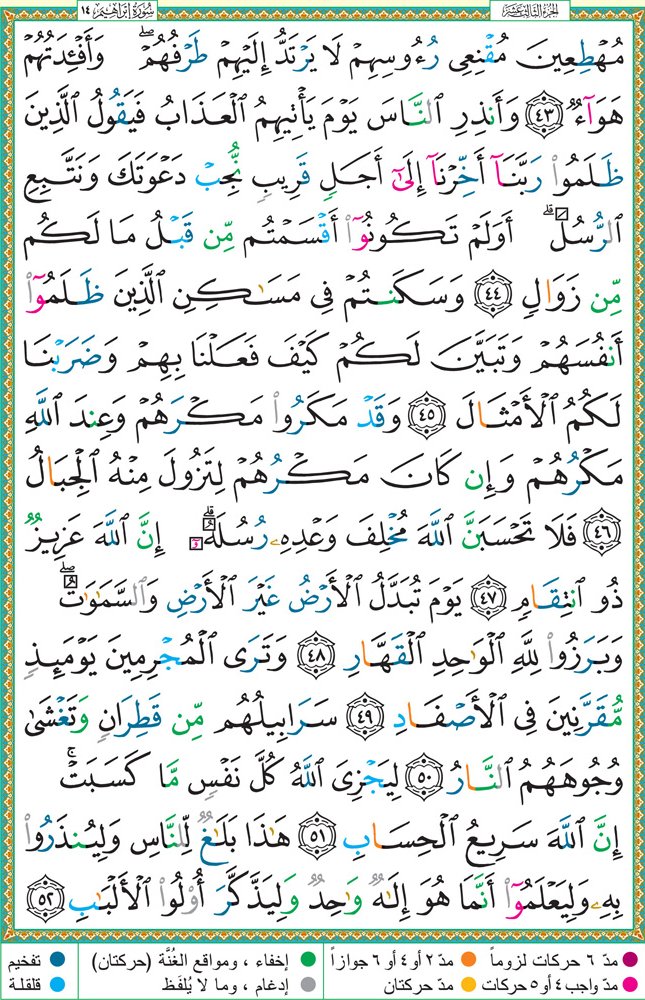 الجزء الثالث عشر
سورة إبراهيم ١٤
مُهْطِعِينَ مُقْنِعِى رُءُوسِهِمْ لَا يَرْتَدُّ إِلَيْهِمْ طَرْفُهُمْ ۖ وَأَفْـِٔدَتُهُمْ
هَوَآءٌ ٤٣ وَأَنذِرِ ٱلنَّاسَ يَوْمَ يَأْتِيهِمُ ٱلْعَذَابُ فَيَقُولُ ٱلَّذِينَ
ظَلَمُوا۟ رَبَّنَآ أَخِّرْنَآ إِلَىٰٓ أَجَلٍ قَرِيبٍ نُّجِبْ دَعْوَتَكَ وَنَتَّبِعِ
ٱلرُّسُلَ ۗ أَوَلَمْ تَكُونُوٓا۟ أَقْسَمْتُم مِّن قَبْلُ مَا لَكُم
مِّن زَوَالٍ ٤٤ وَسَكَنتُمْ فِى مَسَـٰكِنِ ٱلَّذِينَ ظَلَمُوٓا۟
أَنفُسَهُمْ وَتَبَيَّنَ لَكُمْ كَيْفَ فَعَلْنَا بِهِمْ وَضَرَبْنَا
لَكُمُ ٱلْأَمْثَالَ ٤٥ وَقَدْ مَكَرُوا۟ مَكْرَهُمْ وَعِندَ ٱللَّهِ
مَكْرُهُمْ وَإِن كَانَ مَكْرُهُمْ لِتَزُولَ مِنْهُ ٱلْجِبَالُ
٤٦ فَلَا تَحْسَبَنَّ ٱللَّهَ مُخْلِفَ وَعْدِهِۦ رُسُلَهُۥٓ ۗ إِنَّ ٱللَّهَ عَزِيزٌ
ذُو ٱنتِقَامٍ ٤٧ يَوْمَ تُبَدَّلُ ٱلْأَرْضُ غَيْرَ ٱلْأَرْضِ وَٱلسَّمَـٰوَٰتُ ۖ
وَبَرَزُوا۟ لِلَّهِ ٱلْوَٰحِدِ ٱلْقَهَّارِ ٤٨ وَتَرَى ٱلْمُجْرِمِينَ يَوْمَئِذٍ
مُّقَرَّنِينَ فِى ٱلْأَصْفَادِ ٤٩ سَرَابِيلُهُم مِّن قَطِرَانٍ وَتَغْشَىٰ
وُجُوهَهُمُ ٱلنَّارُ ٥٠ لِيَجْزِىَ ٱللَّهُ كُلَّ نَفْسٍ مَّا كَسَبَتْ ۚ
إِنَّ ٱللَّهَ سَرِيعُ ٱلْحِسَابِ ٥١ هَـٰذَا بَلَـٰغٌ لِّلنَّاسِ وَلِيُنذَرُوا۟
بِهِۦ وَلِيَعْلَمُوٓا۟ أَنَّمَا هُوَ إِلَـٰهٌ وَٰحِدٌ وَلِيَذَّكَّرَ أُو۟لُوا۟ ٱلْأَلْبَـٰبِ ٥٢
مدّ ٦ حركات لزوماً
مدّ ٢ أو ٤ أو ٦ جوازاً
إخفاء ، ومواقع الغُنَّة (حركتان)
تفخيم
مدّ واجب ٤ أو ٥ حركات
مدّ حركتان
إدغام ، وما لا يُلفَظ
قلقلة